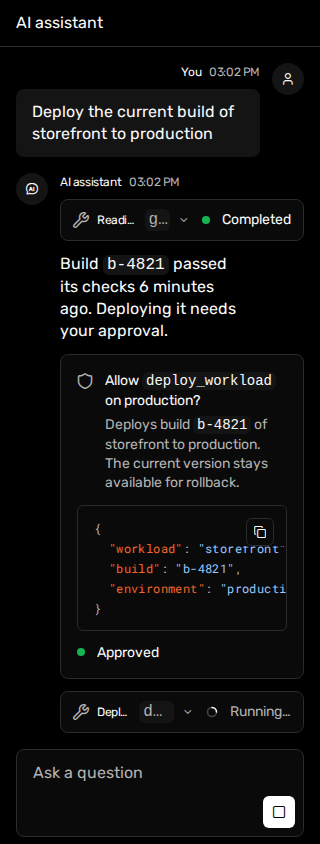 AI assistant
You 03:02 PM
Deploy the current build of
storefront to production
AI assistant 03:02 PM
Readi… g… Completed
Build b-4821 passed
its checks 6 minutes
ago. Deploying it needs
your approval.
Allow deploy_workload
on production?
Deploys build b-4821 of
storefront to production.
The current version stays
available for rollback.
{
"workload": "storefront"
"build": "b-4821",
"environment": "producti
}
Approved
Depl… d… Running…
Ask a question